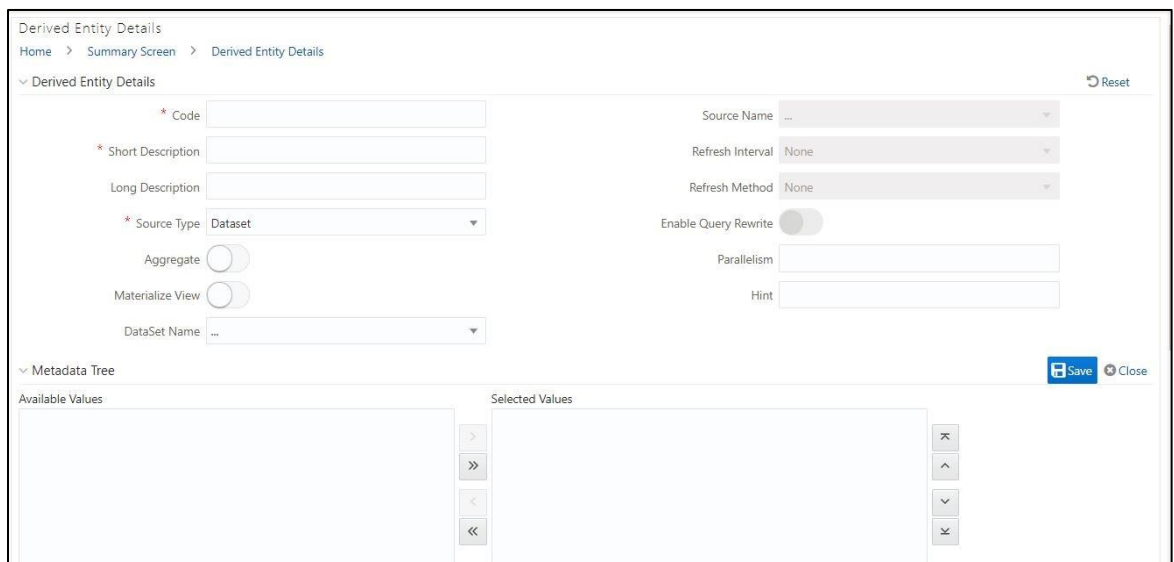 Derived Entity Details
Home > Summary Screen > Derived Entity Details
Derived Entity Details Reset
* Code Source Name ...
* Short Description Refresh Interval None
Long Description Refresh Method None
* Source Type Dataset Enable Query Rewrite
Aggregate Parallelism
Materialize View Hint
DataSet Name ...
Metadata Tree Save Close
Available Values Selected Values